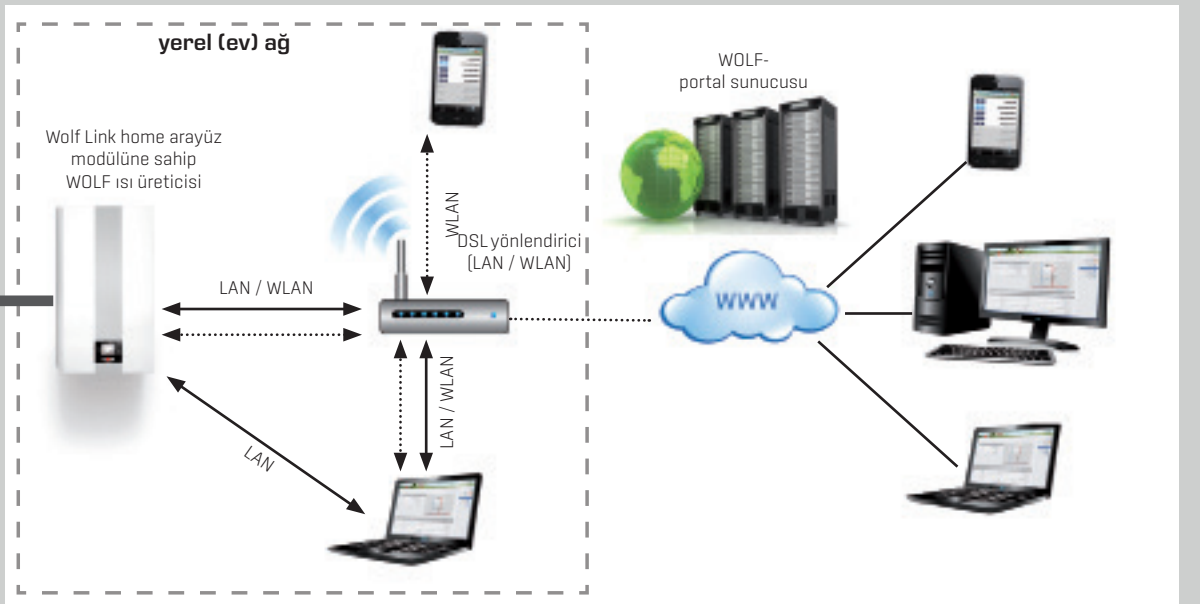 yerel (ev) ağ
Wolf Link home arayüz
modülüne sahip
WOLF ısı üreticisi
WLAN
DSL yönlendirici
(LAN / WLAN)
LAN / WLAN
LAN / WLAN
LAN
WOLF-
portal sunucusu
WWW